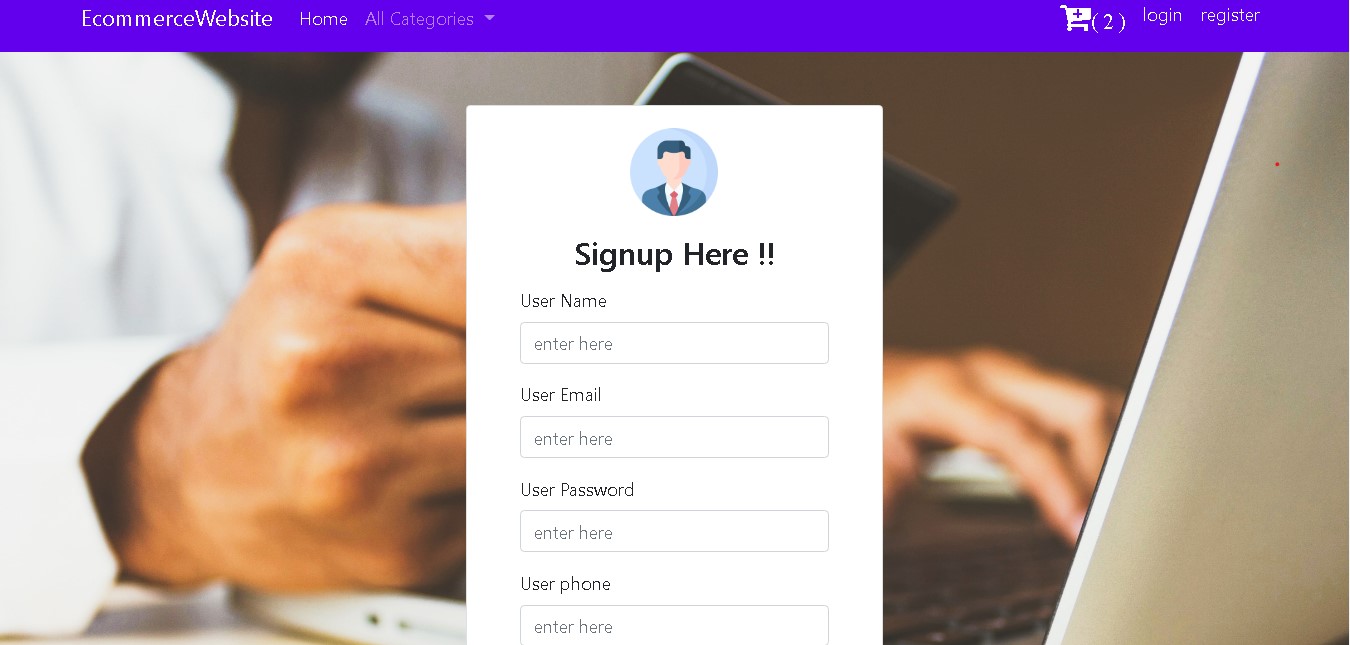 EcommerceWebsite Home All Categories ( 2 ) login register
Signup Here !!
User Name
enter here
User Email
enter here
User Password
enter here
User phone
enter here